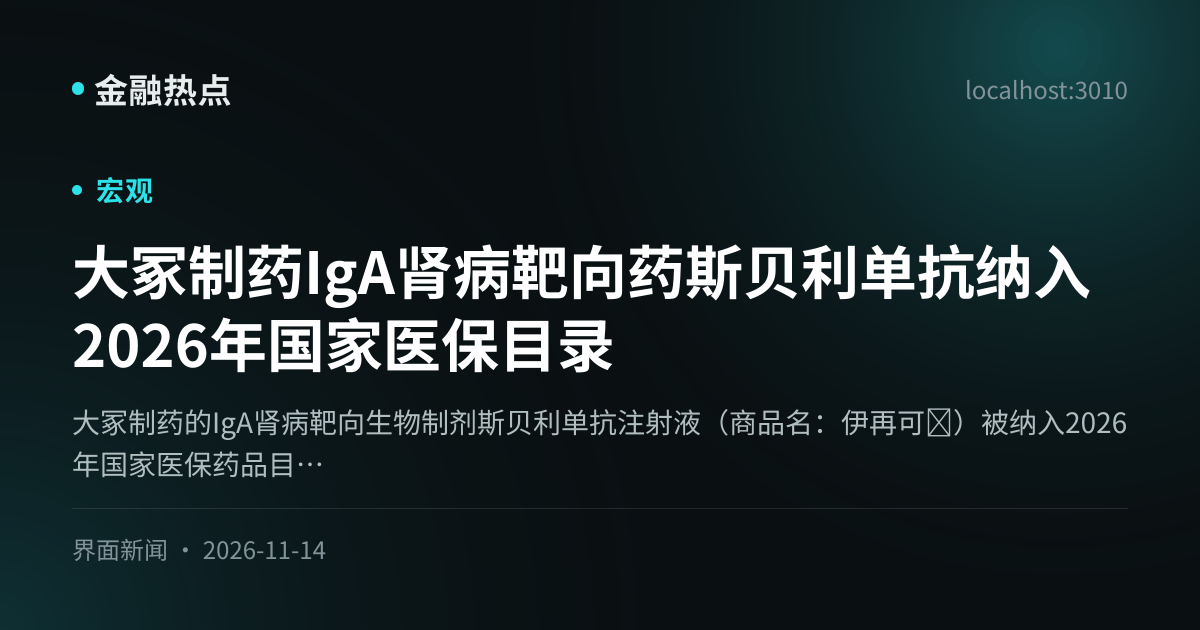 金融热点
localhost:3010
宏观
大冢制药IgA肾病靶向药斯贝利单抗纳入
2026年国家医保目录
大冢制药的IgA肾病靶向生物制剂斯贝利单抗注射液（商品名：伊再可）被纳入2026
年国家医保药品目…
界面新闻 · 2026-11-14